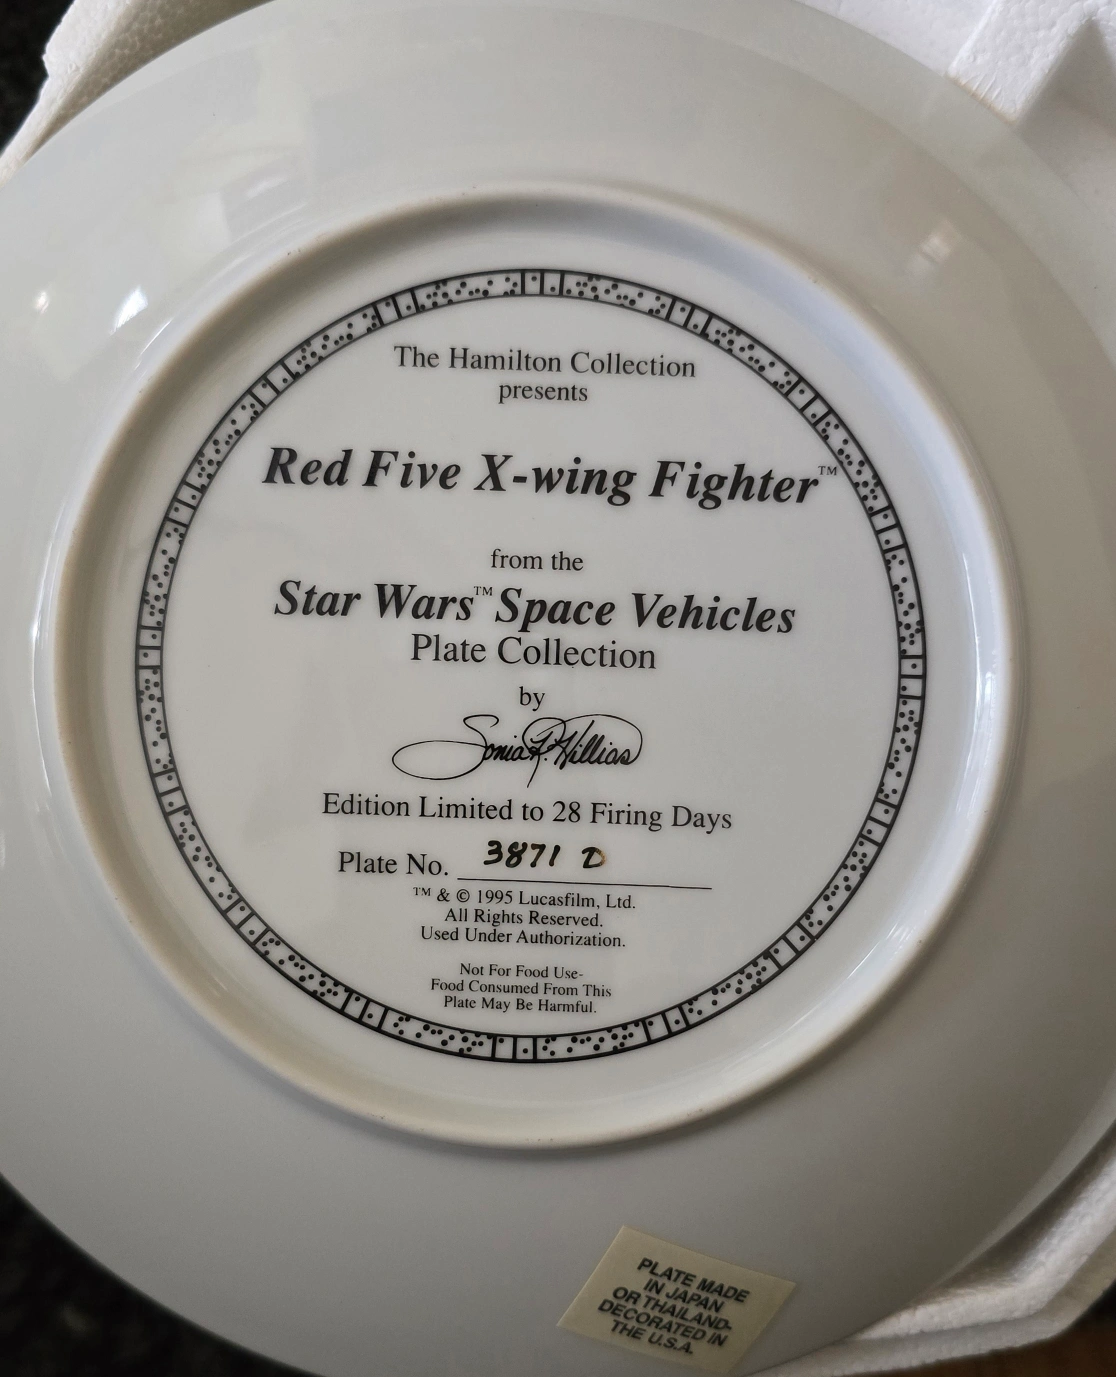 The Hamilton Collection
presents
Red Five X-wing Fighter™
from the
Star Wars™ Space Vehicles
Plate Collection
by
Sonia R. Hillios
Edition Limited to 28 Firing Days
Plate No. 3871 D
™ & © 1995 Lucasfilm, Ltd.
All Rights Reserved.
Used Under Authorization.
Not For Food Use-
Food Consumed From This
Plate May Be Harmful.
PLATE MADE
IN JAPAN
OR THAILAND-
DECORATED IN
THE U.S.A.